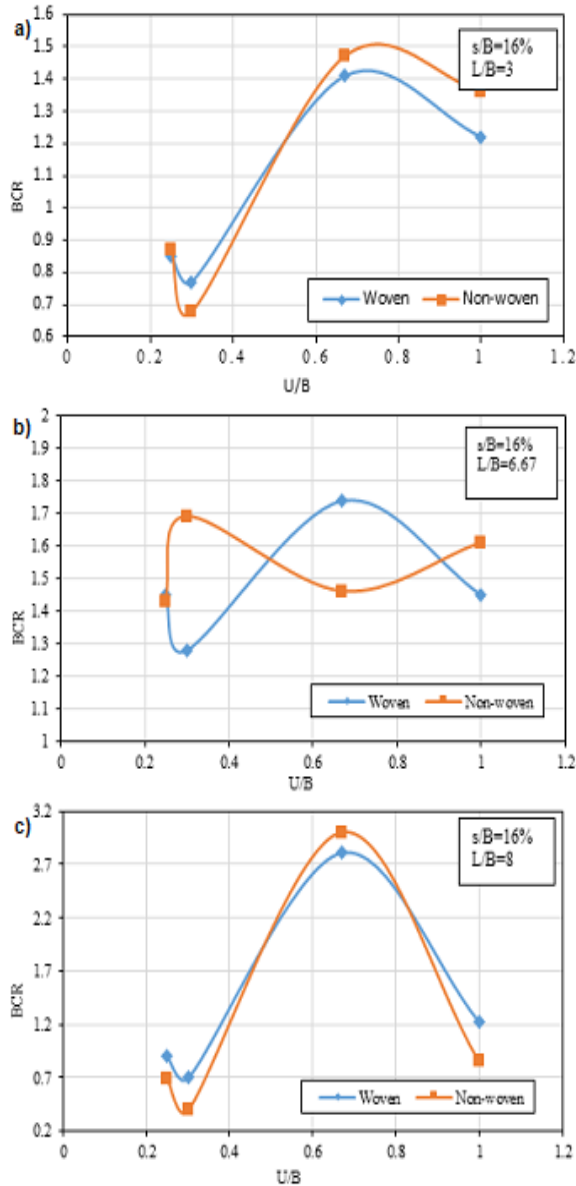 a)
1.6
1.5
1.4
1.3
1.2
1.1
1
0.9
0.8
0.7
0.6
BCR
s/B=16%
L/B=3
Woven
Non-woven
0
0.2
0.4
0.6
0.8
1
1.2
U/B
b)
2
1.9
1.8
1.7
1.6
1.5
1.4
1.3
1.2
1.1
1
BCR
s/B=16%
L/B=6.67
Woven
Non-woven
0
0.2
0.4
0.6
0.8
1
1.2
U/B
c)
3.2
2.7
2.2
1.7
1.2
0.7
0.2
BCR
s/B=16%
L/B=8
Woven
Non-woven
0
0.2
0.4
0.6
0.8
1
1.2
U/B